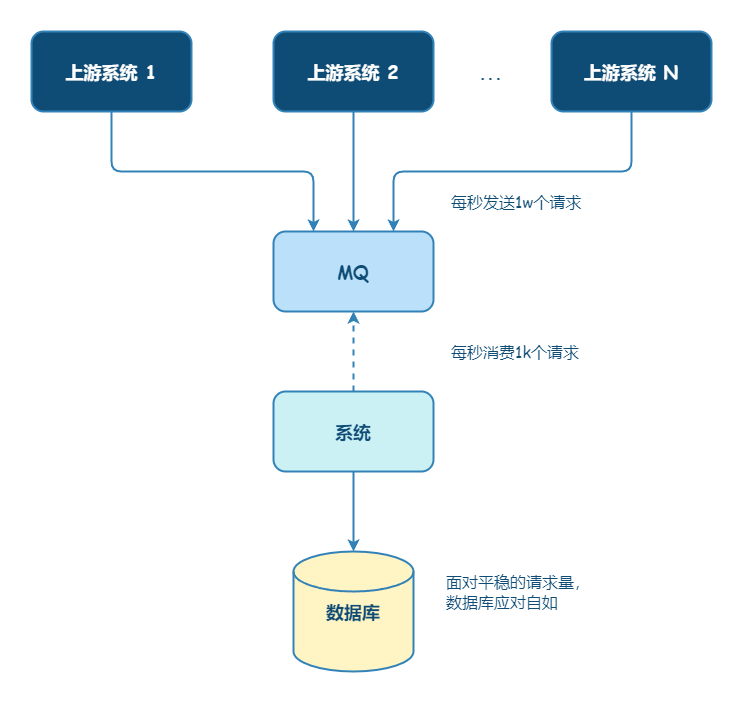 上游系统 1
上游系统 2
...
上游系统 N
每秒发送1w个请求
MQ
每秒消费1k个请求
系统
数据库
面对平稳的请求量，
数据库应对自如